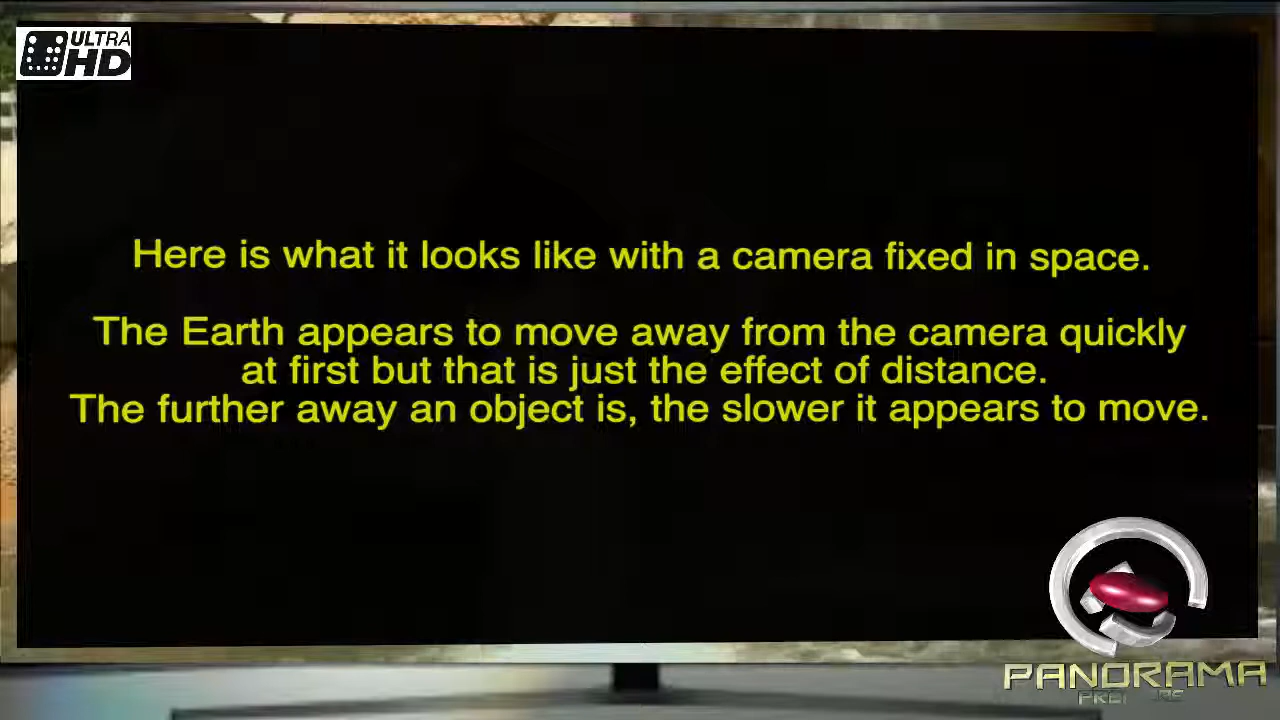 ULTRA
HD
Here is what it looks like with a camera fixed in space.
The Earth appears to move away from the camera quickly
at first but that is just the effect of distance.
The further away an object is, the slower it appears to move.
PANORAMA